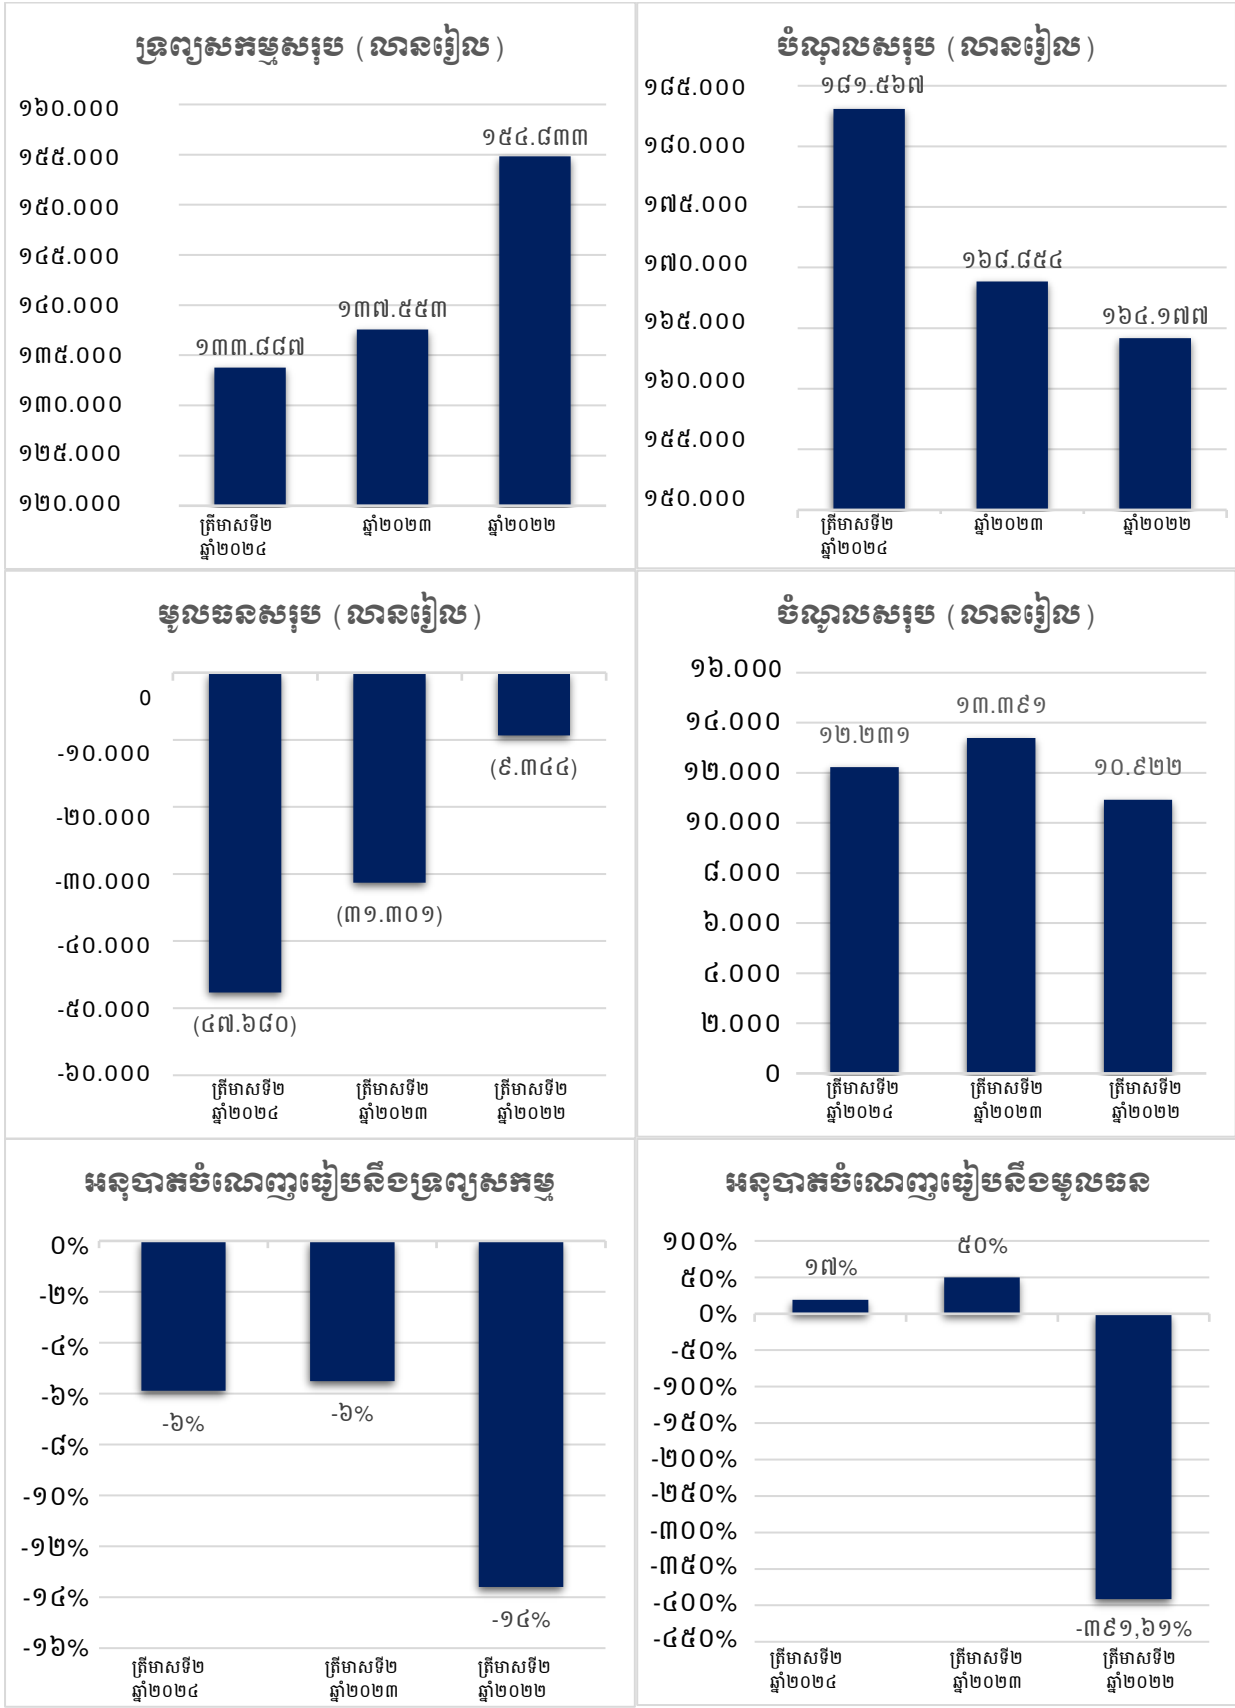 ទ្រព្យសកម្មសរុប (លានរៀល)
១៦០.០០០
១៥៥.០០០
១៥០.០០០
១៤៥.០០០
១៤០.០០០
១៣៥.០០០
១៣០.០០០
១២៥.០០០
១២០.០០០
១៣៣.៨៨៧
១៣៧.៥៥៣
១៥៤.៨៣៣
ត្រីមាសទី២
ឆ្នាំ២០២៤
ឆ្នាំ២០២៣
ឆ្នាំ២០២២
បំណុលសរុប (លានរៀល)
១៨៥.០០០
១៨០.០០០
១៧៥.០០០
១៧០.០០០
១៦៥.០០០
១៦០.០០០
១៥៥.០០០
១៥០.០០០
១៨១.៥៦៧
១៦៨.៨៥៤
១៦៤.១៧៧
ត្រីមាសទី២
ឆ្នាំ២០២៤
ឆ្នាំ២០២៣
ឆ្នាំ២០២២
មូលធនសរុប (លានរៀល)
០
-១០.០០០
-២០.០០០
-៣០.០០០
-៤០.០០០
-៥០.០០០
-៦០.០០០
(៤៧.៦៨០)
(៣១.៣០១)
(៩.៣៤៤)
ត្រីមាសទី២
ឆ្នាំ២០២៤
ត្រីមាសទី២
ឆ្នាំ២០២៣
ត្រីមាសទី២
ឆ្នាំ២០២២
ចំណូលសរុប (លានរៀល)
១៦.០០០
១៤.០០០
១២.០០០
១០.០០០
៨.០០០
៦.០០០
៤.០០០
២.០០០
០
១២.២៣១
១៣.៣៩១
១០.៩២២
ត្រីមាសទី២
ឆ្នាំ២០២៤
ត្រីមាសទី២
ឆ្នាំ២០២៣
ត្រីមាសទី២
ឆ្នាំ២០២២
អនុបាតចំណេញធៀបនឹងទ្រព្យសកម្ម
០%
-២%
-៤%
-៦%
-៨%
-១០%
-១២%
-១៤%
-១៦%
-៦%
-៦%
-១៤%
ត្រីមាសទី២
ឆ្នាំ២០២៤
ត្រីមាសទី២
ឆ្នាំ២០២៣
ត្រីមាសទី២
ឆ្នាំ២០២២
អនុបាតចំណេញធៀបនឹងមូលធន
១០០%
៥០%
០%
-៥០%
-១០០%
-១៥០%
-២០០%
-២៥០%
-៣០០%
-៣៥០%
-៤០០%
-៤៥០%
១៧%
៥០%
-៣៩១,៦១%
ត្រីមាសទី២
ឆ្នាំ២០២៤
ត្រីមាសទី២
ឆ្នាំ២០២៣
ត្រីមាសទី២
ឆ្នាំ២០២២